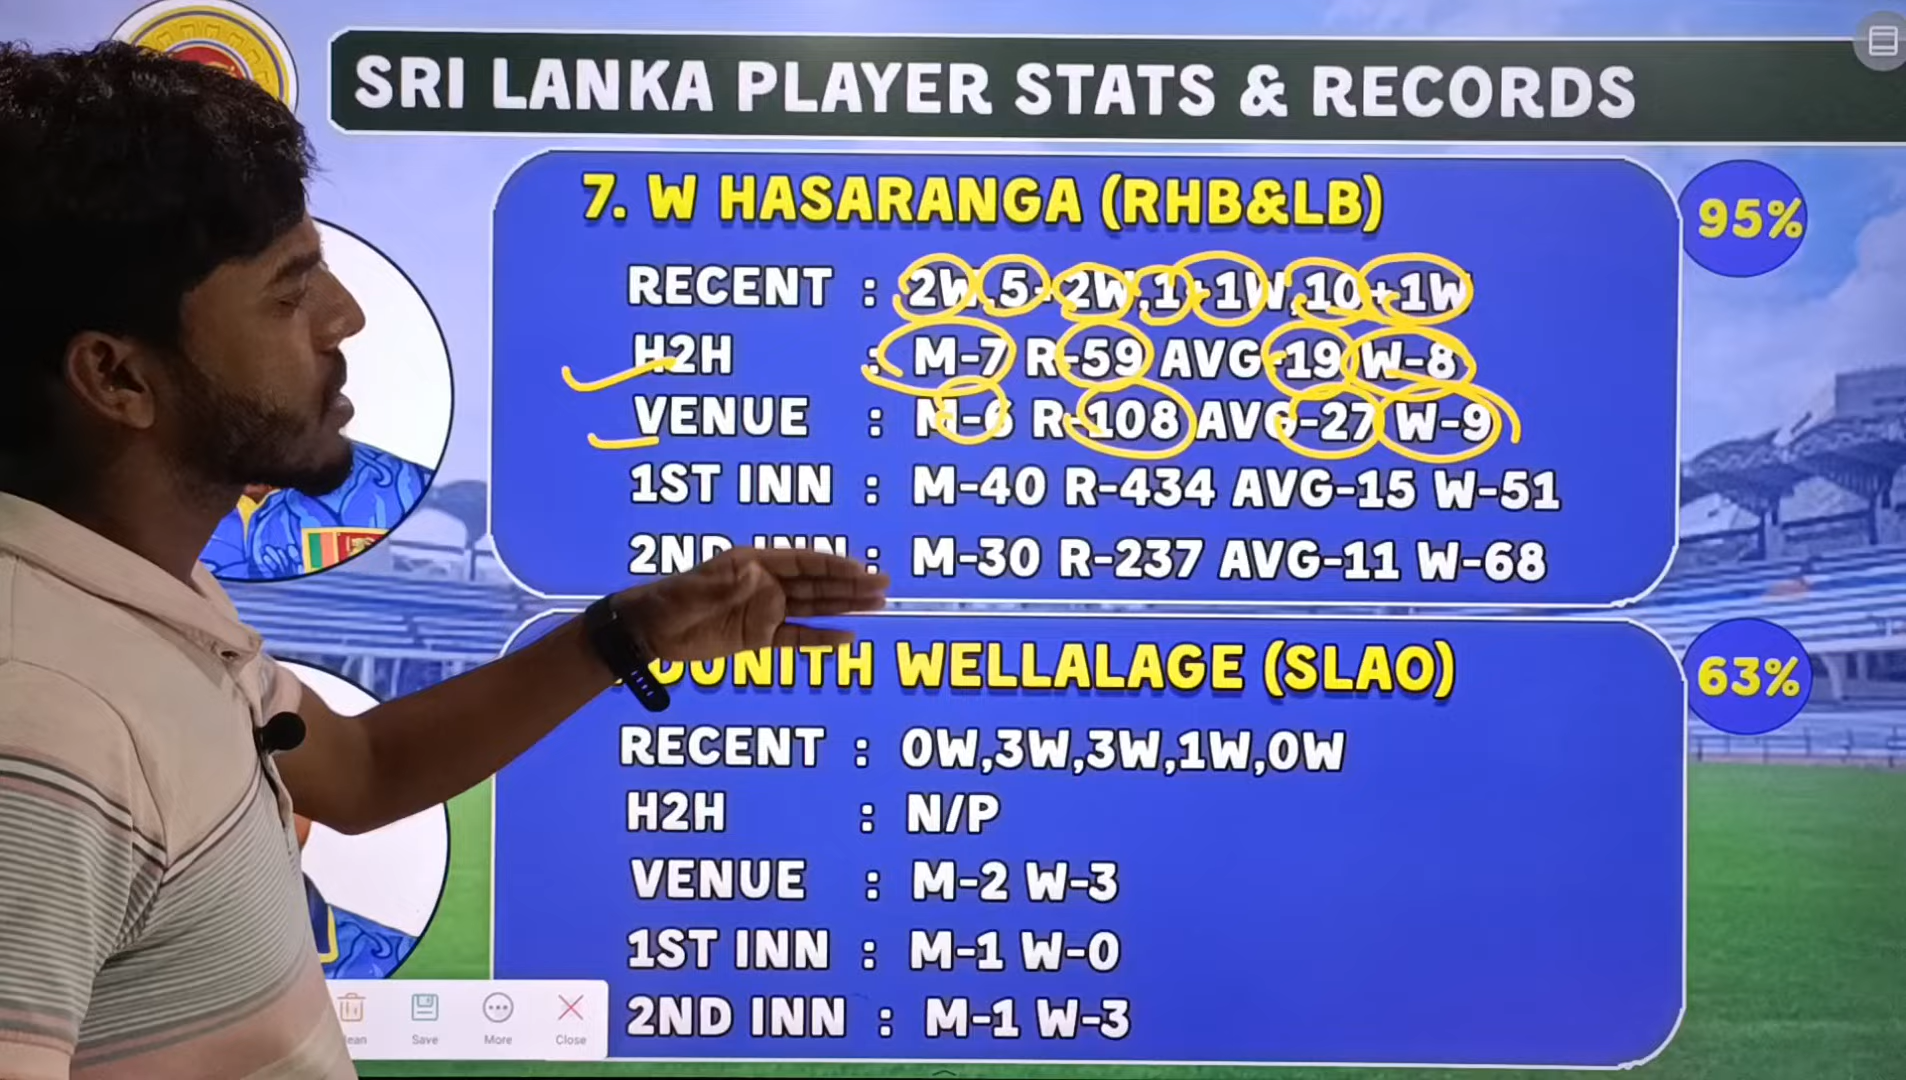 SRI LANKA PLAYER STATS & RECORDS
7. W HASARANGA (RHB&LB)
95%
RECENT : 2W,5+2W,1+1W,10+1W
H2H : M-7 R-59 AVG-19 W-8
VENUE : M-6 R-108 AVG-27 W-9
1ST INN : M-40 R-434 AVG-15 W-51
2ND INN : M-30 R-237 AVG-11 W-68
DUNITH WELLALAGE (SLAO)
63%
RECENT : 0W,3W,3W,1W,0W
H2H : N/P
VENUE : M-2 W-3
1ST INN : M-1 W-0
2ND INN : M-1 W-3
Save More Close